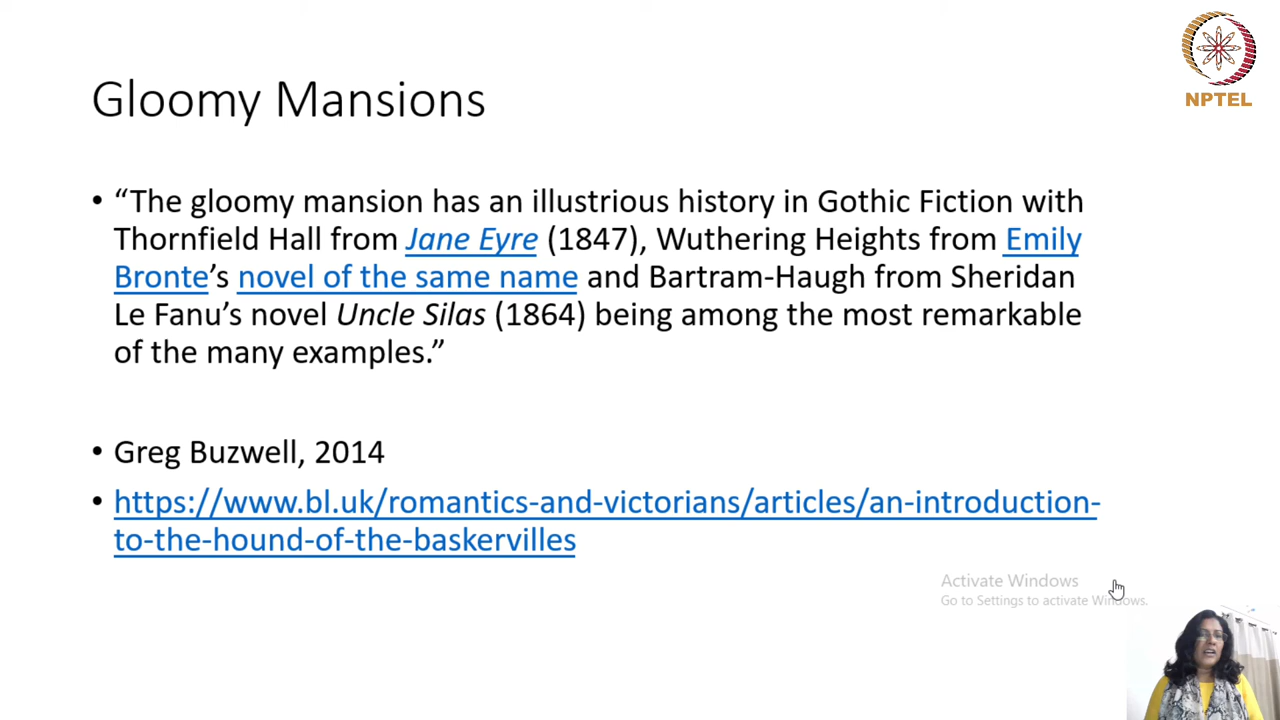 NPTEL
Gloomy Mansions
• “The gloomy mansion has an illustrious history in Gothic Fiction with
Thornfield Hall from Jane Eyre (1847), Wuthering Heights from Emily
Bronte’s novel of the same name and Bartram-Haugh from Sheridan
Le Fanu’s novel Uncle Silas (1864) being among the most remarkable
of the many examples.”
• Greg Buzwell, 2014
• https://www.bl.uk/romantics-and-victorians/articles/an-introduction-
to-the-hound-of-the-baskervilles
Activate Windows
Go to Settings to activate Windows.